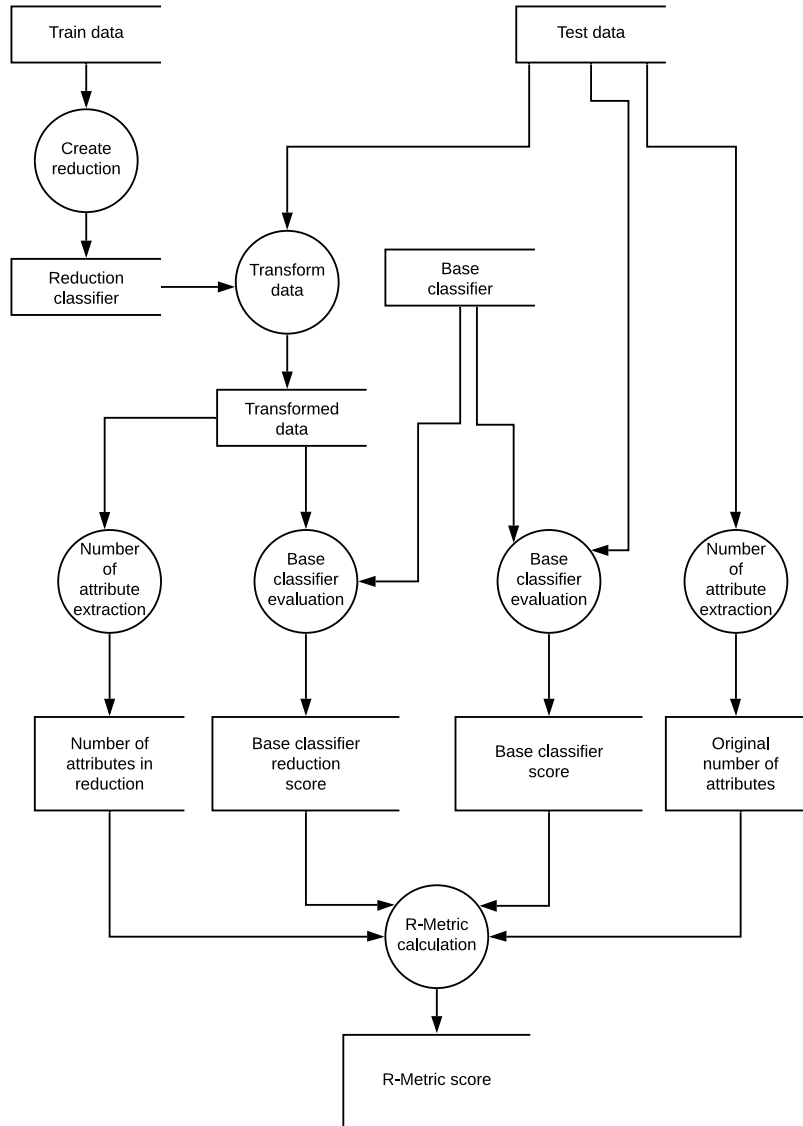 Train data
Test data
Create
reduction
Reduction
classifier
Transform
data
Base
classifier
Transformed
data
Number
of
attribute
extraction
Base
classifier
evaluation
Base
classifier
evaluation
Number
of
attribute
extraction
Number of
attributes in
reduction
Base classifier
reduction
score
Base classifier
score
Original
number of
attributes
R-Metric
calculation
R-Metric score